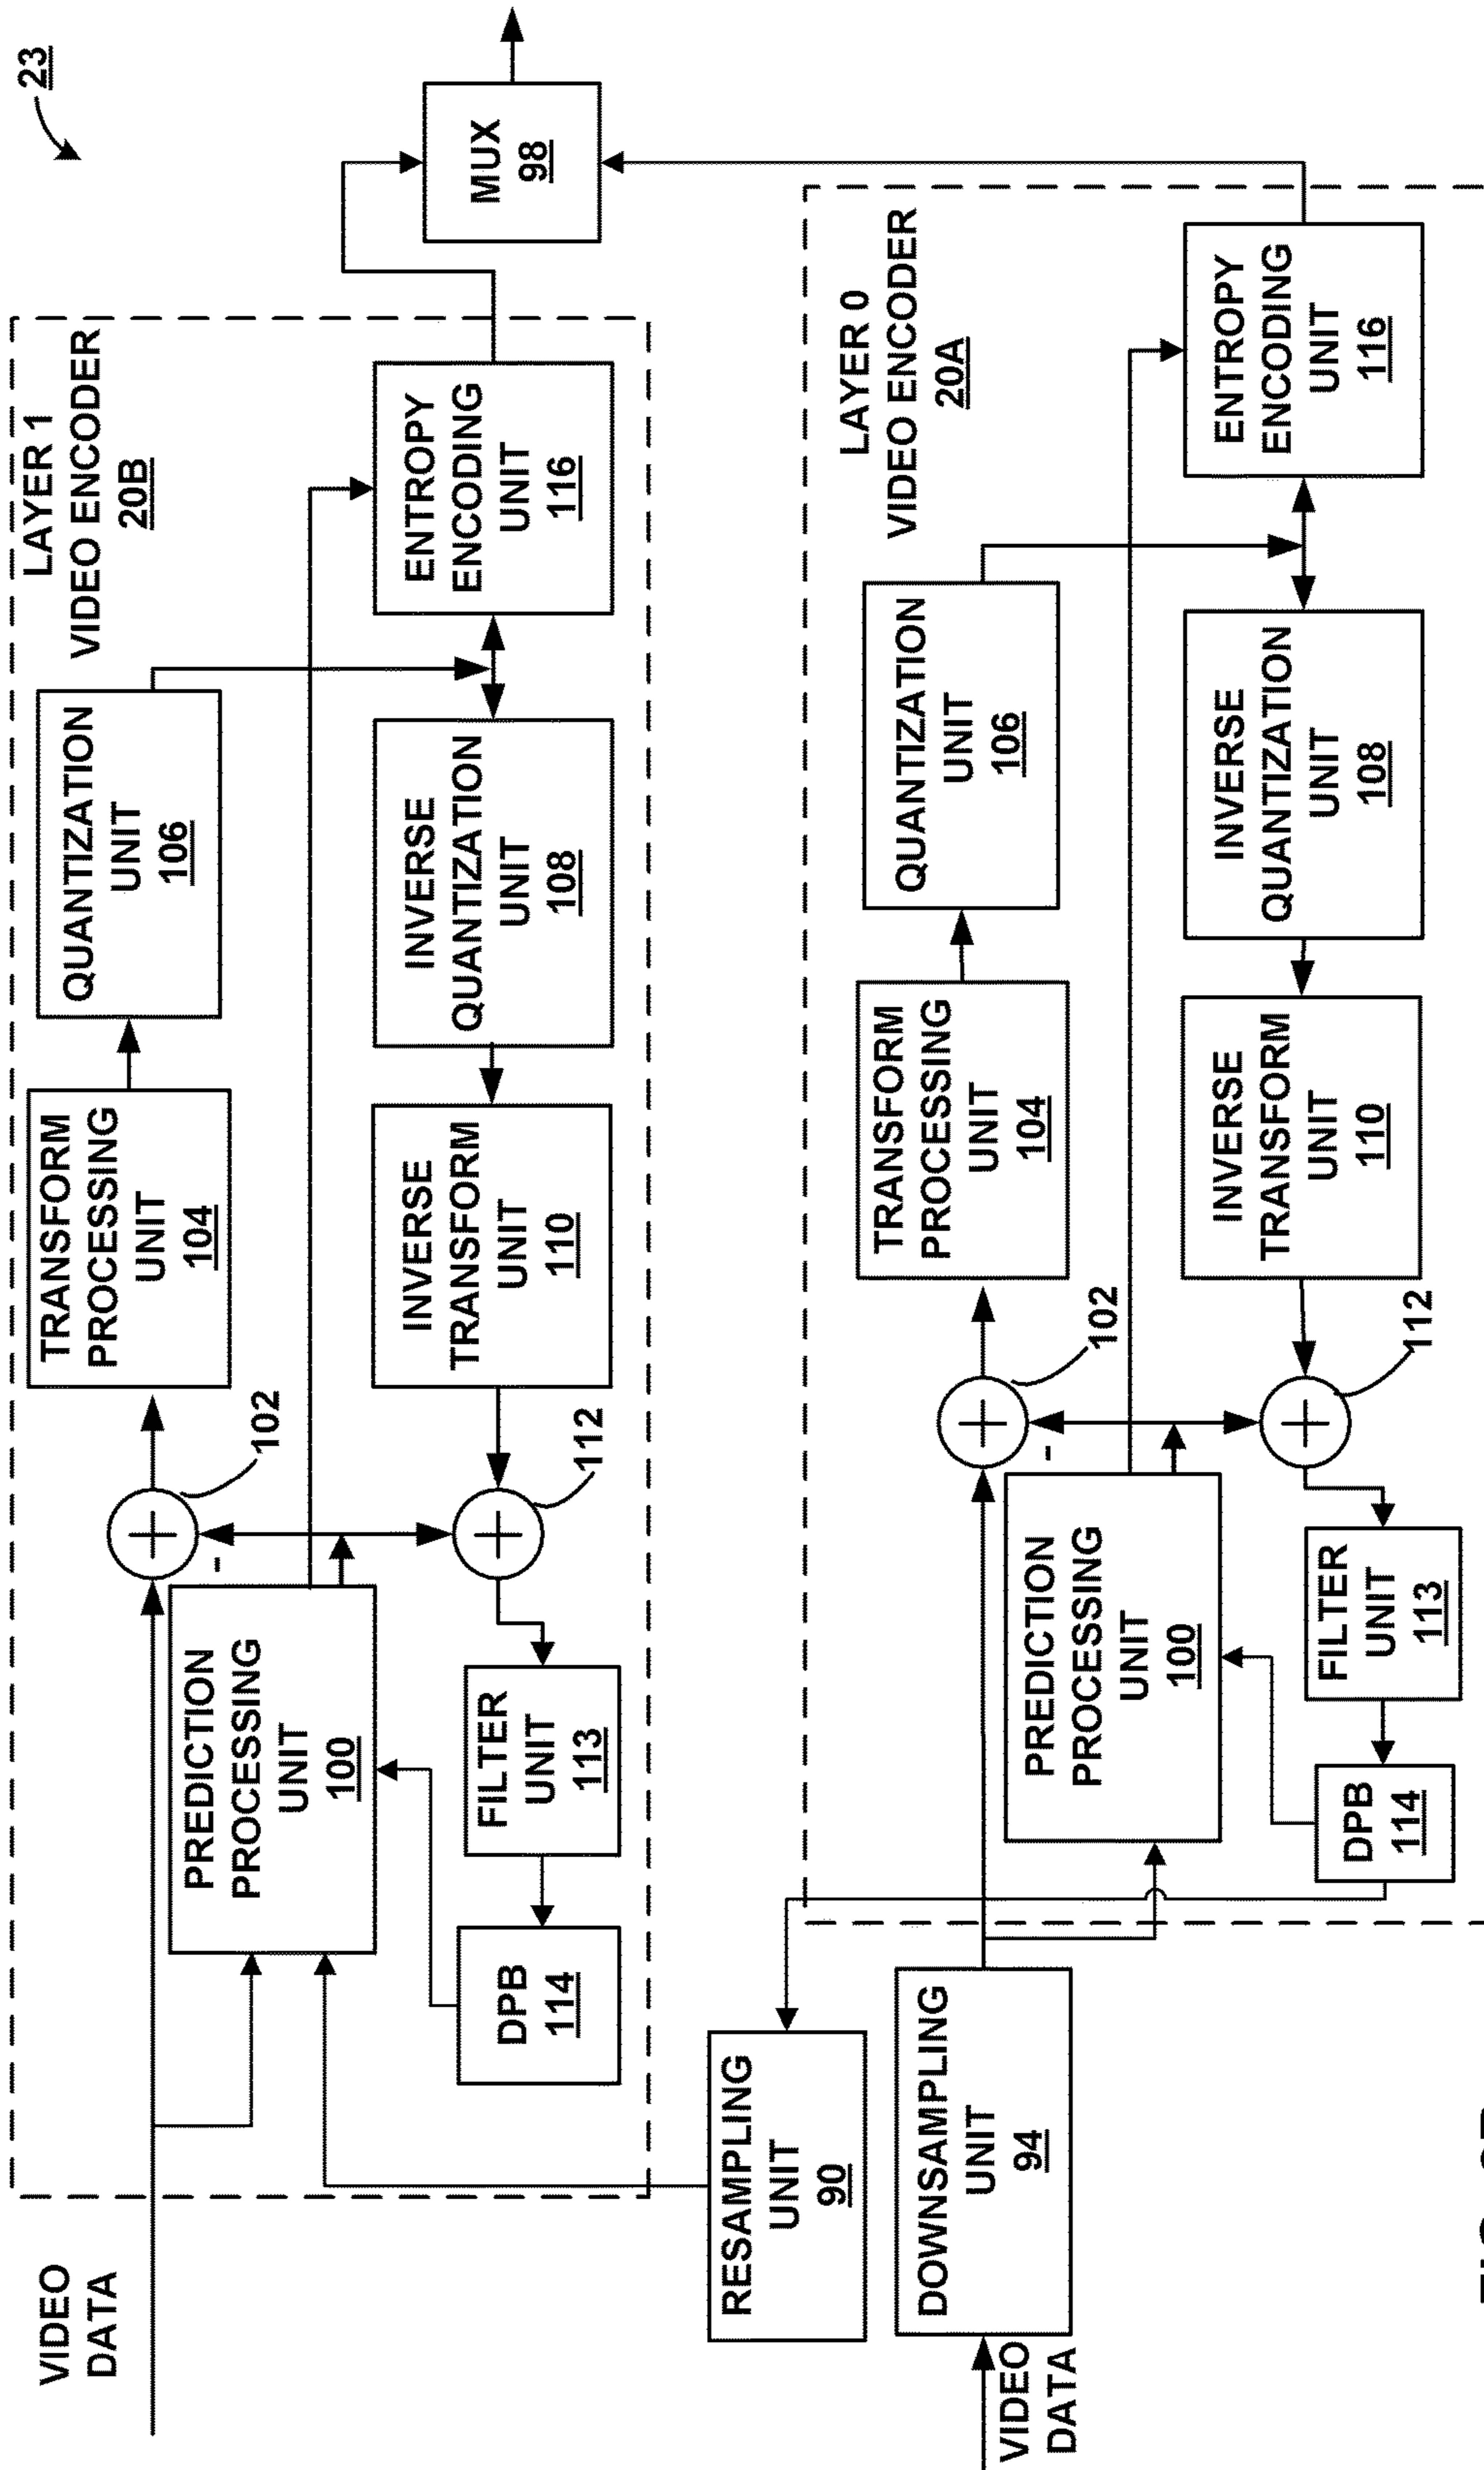 23
LAYER 1
VIDEO ENCODER
20B
VIDEO
DATA
102
-
TRANSFORM
PROCESSING
UNIT
104
QUANTIZATION
UNIT
106
PREDICTION
PROCESSING
UNIT
100
112
INVERSE
TRANSFORM
UNIT
110
INVERSE
QUANTIZATION
UNIT
108
ENTROPY
ENCODING
UNIT
116
FILTER
UNIT
113
DPB
114
MUX
98
RESAMPLING
UNIT
90
LAYER 0
VIDEO ENCODER
20A
VIDEO
DATA
DOWNSAMPLING
UNIT
94
102
-
TRANSFORM
PROCESSING
UNIT
104
QUANTIZATION
UNIT
106
PREDICTION
PROCESSING
UNIT
100
112
INVERSE
TRANSFORM
UNIT
110
INVERSE
QUANTIZATION
UNIT
108
ENTROPY
ENCODING
UNIT
116
FILTER
UNIT
113
DPB
114